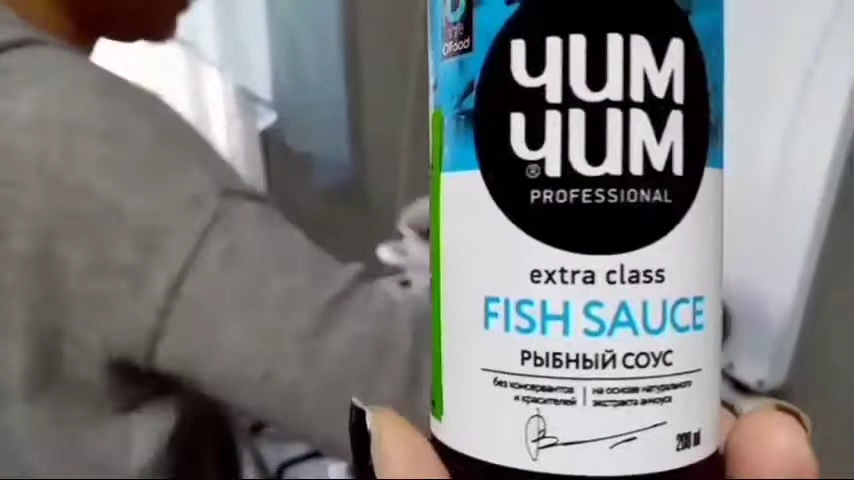 Food
ЧИМ
ЧИМ
®
PROFESSIONAL
extra class
FISH SAUCE
РЫБНЫЙ СОУС
без консервантов | на основе натурального
и красителей | экстракта анчоуса
200 ml